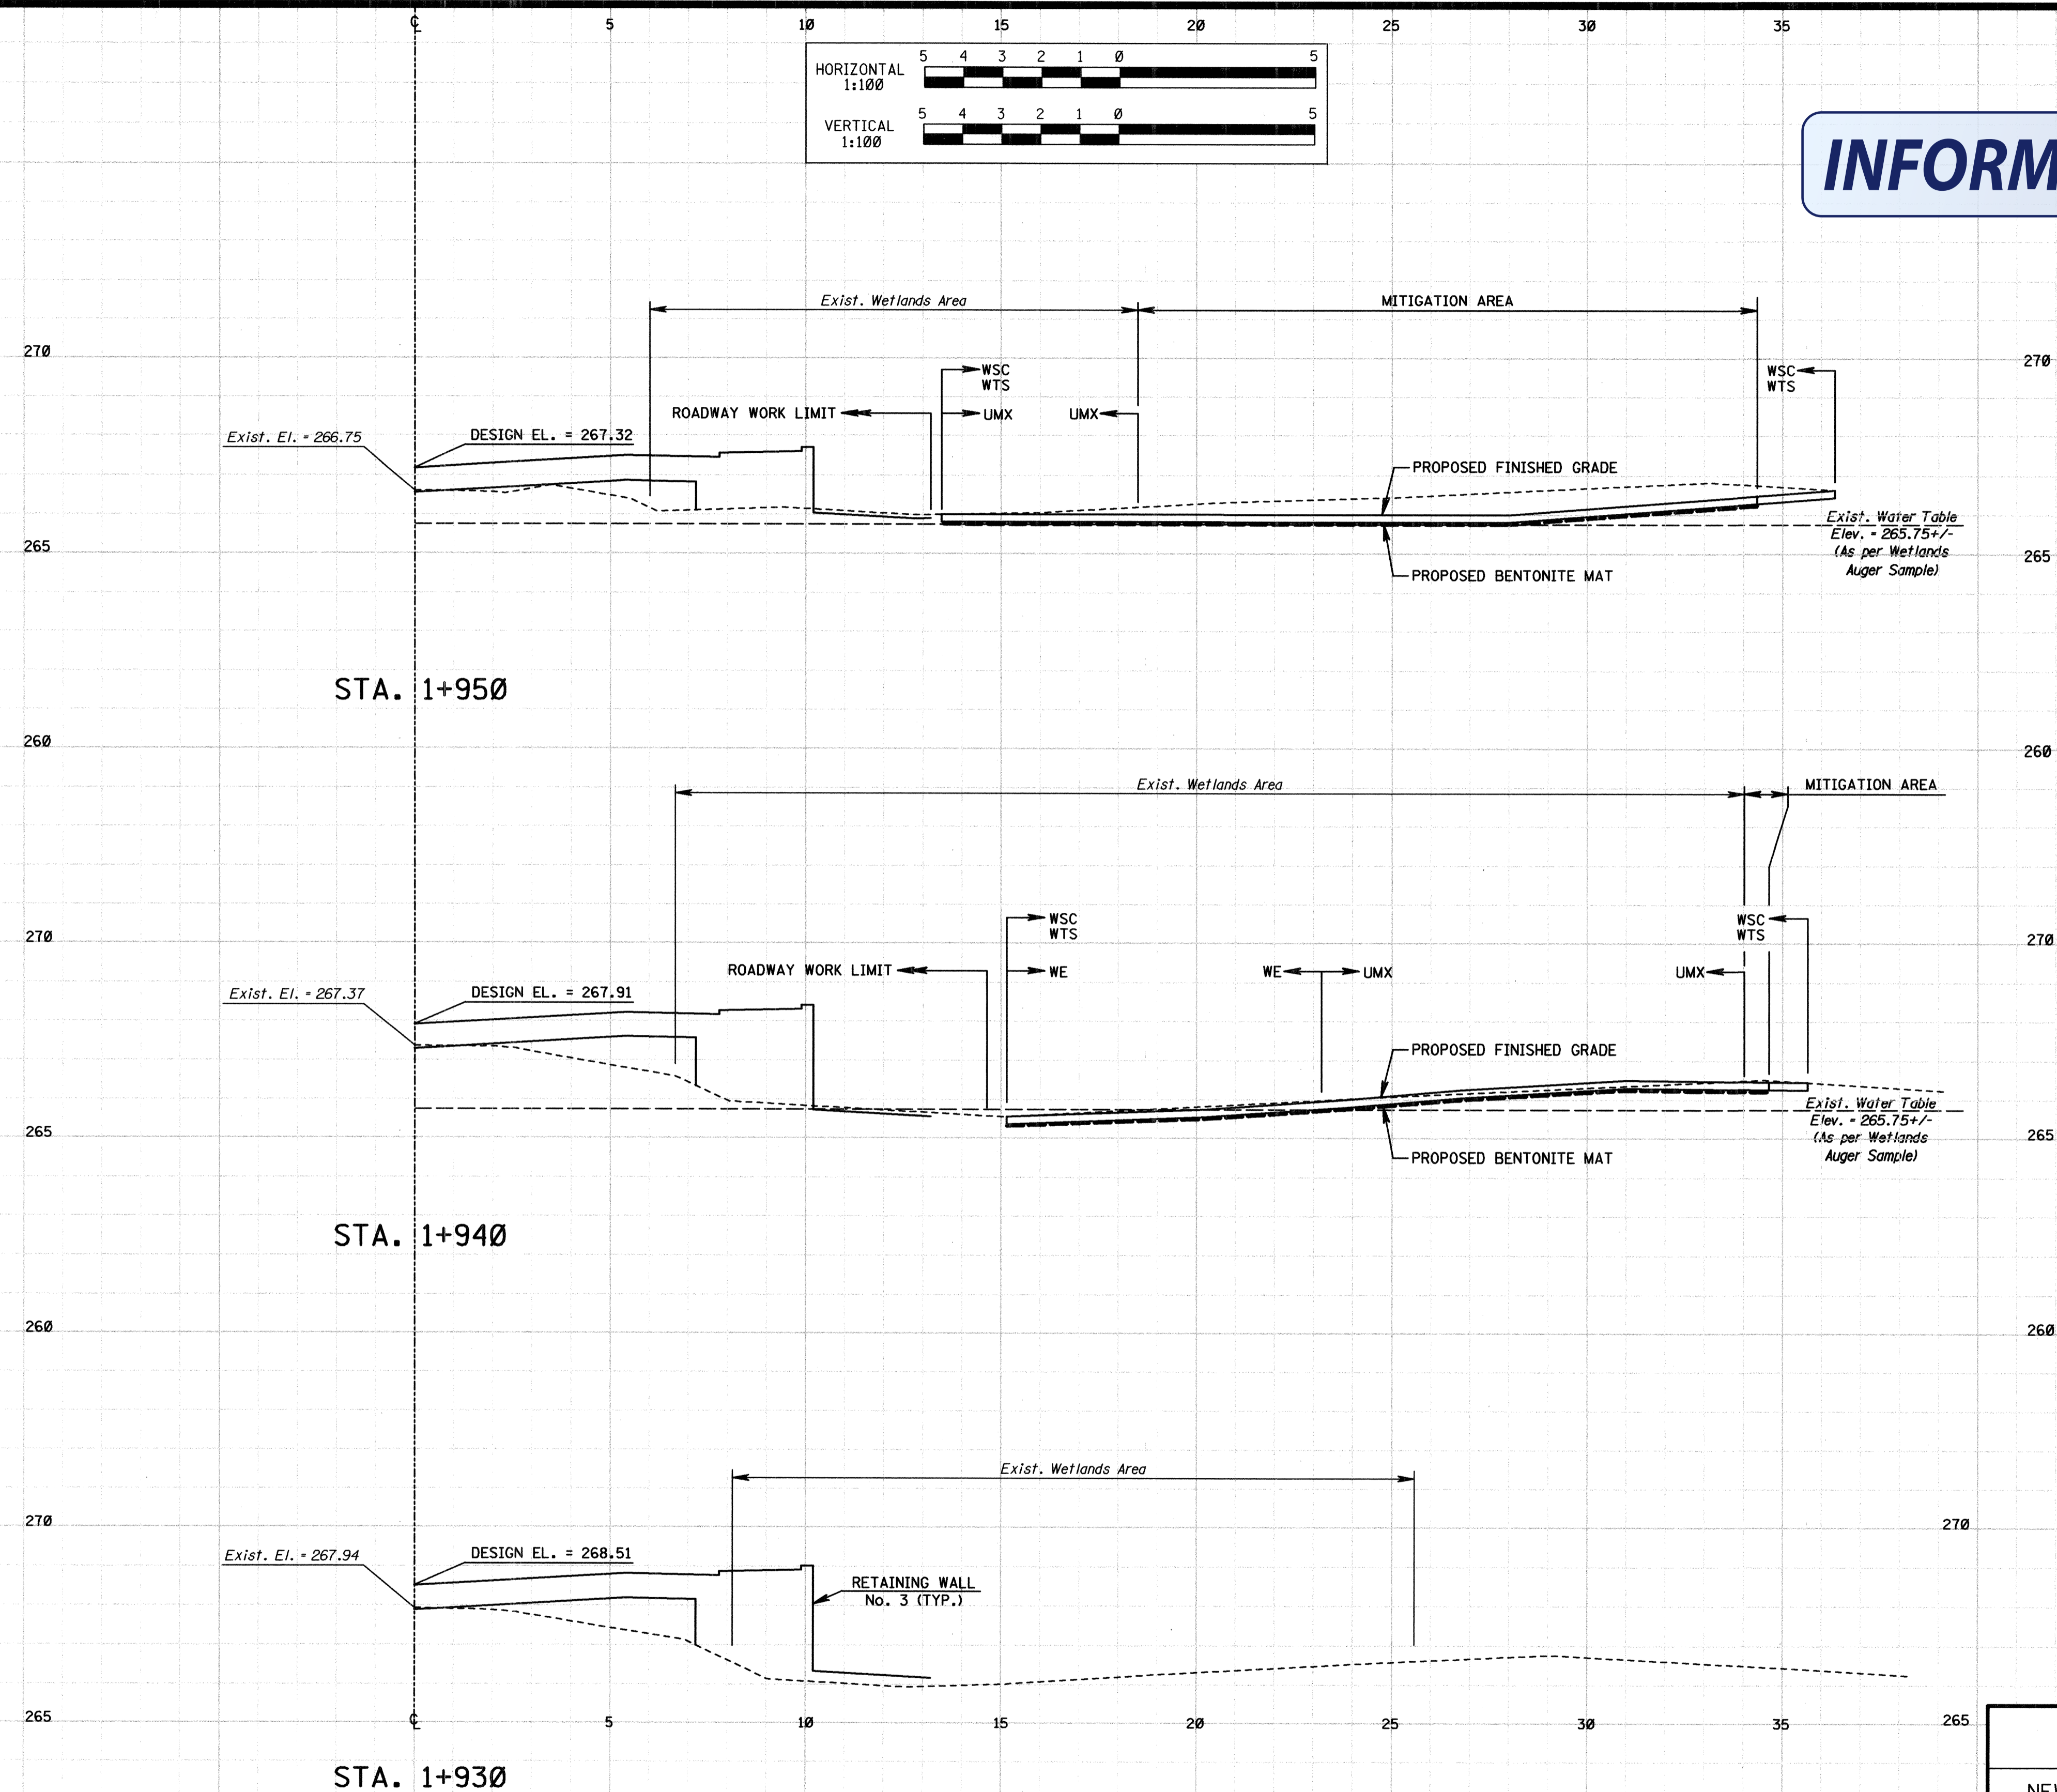 ℄ 5 10 15 20 25 30 35
HORIZONTAL
1:100
5 4 3 2 1 0 5
VERTICAL
1:100
5 4 3 2 1 0 5
INFORM
Exist. Wetlands Area
MITIGATION AREA
270
270
WSC
WTS
WSC
WTS
ROADWAY WORK LIMIT
UMX
UMX
Exist. El. = 266.75
DESIGN EL. = 267.32
PROPOSED FINISHED GRADE
Exist. Water Table
Elev. = 265.75+/-
(As per Wetlands
Auger Sample)
265
265
PROPOSED BENTONITE MAT
STA. 1+950
260
260
Exist. Wetlands Area
MITIGATION AREA
WSC
WTS
WSC
WTS
270
270
ROADWAY WORK LIMIT
WE
WE
UMX
UMX
Exist. El. = 267.37
DESIGN EL. = 267.91
PROPOSED FINISHED GRADE
Exist. Water Table
Elev. = 265.75+/-
(As per Wetlands
Auger Sample)
265
265
PROPOSED BENTONITE MAT
STA. 1+940
260
260
Exist. Wetlands Area
270
270
Exist. El. = 267.94
DESIGN EL. = 268.51
RETAINING WALL
No. 3 (TYP.)
265
265
℄ 5 10 15 20 25 30 35
STA. 1+930